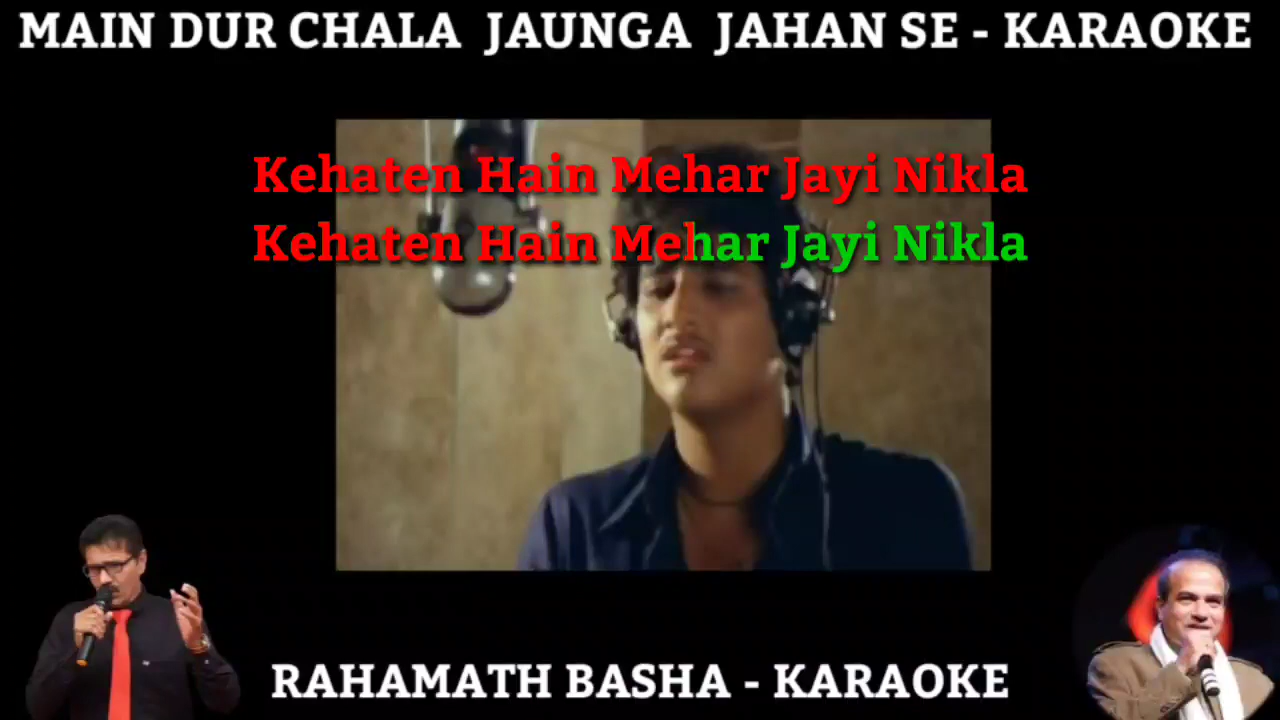 MAIN DUR CHALA JAUNGA JAHAN SE - KARAOKE
Kehaten Hain Mehar Jayi Nikla
Kehaten Hain Mehar Jayi Nikla
RAHAMATH BASHA - KARAOKE